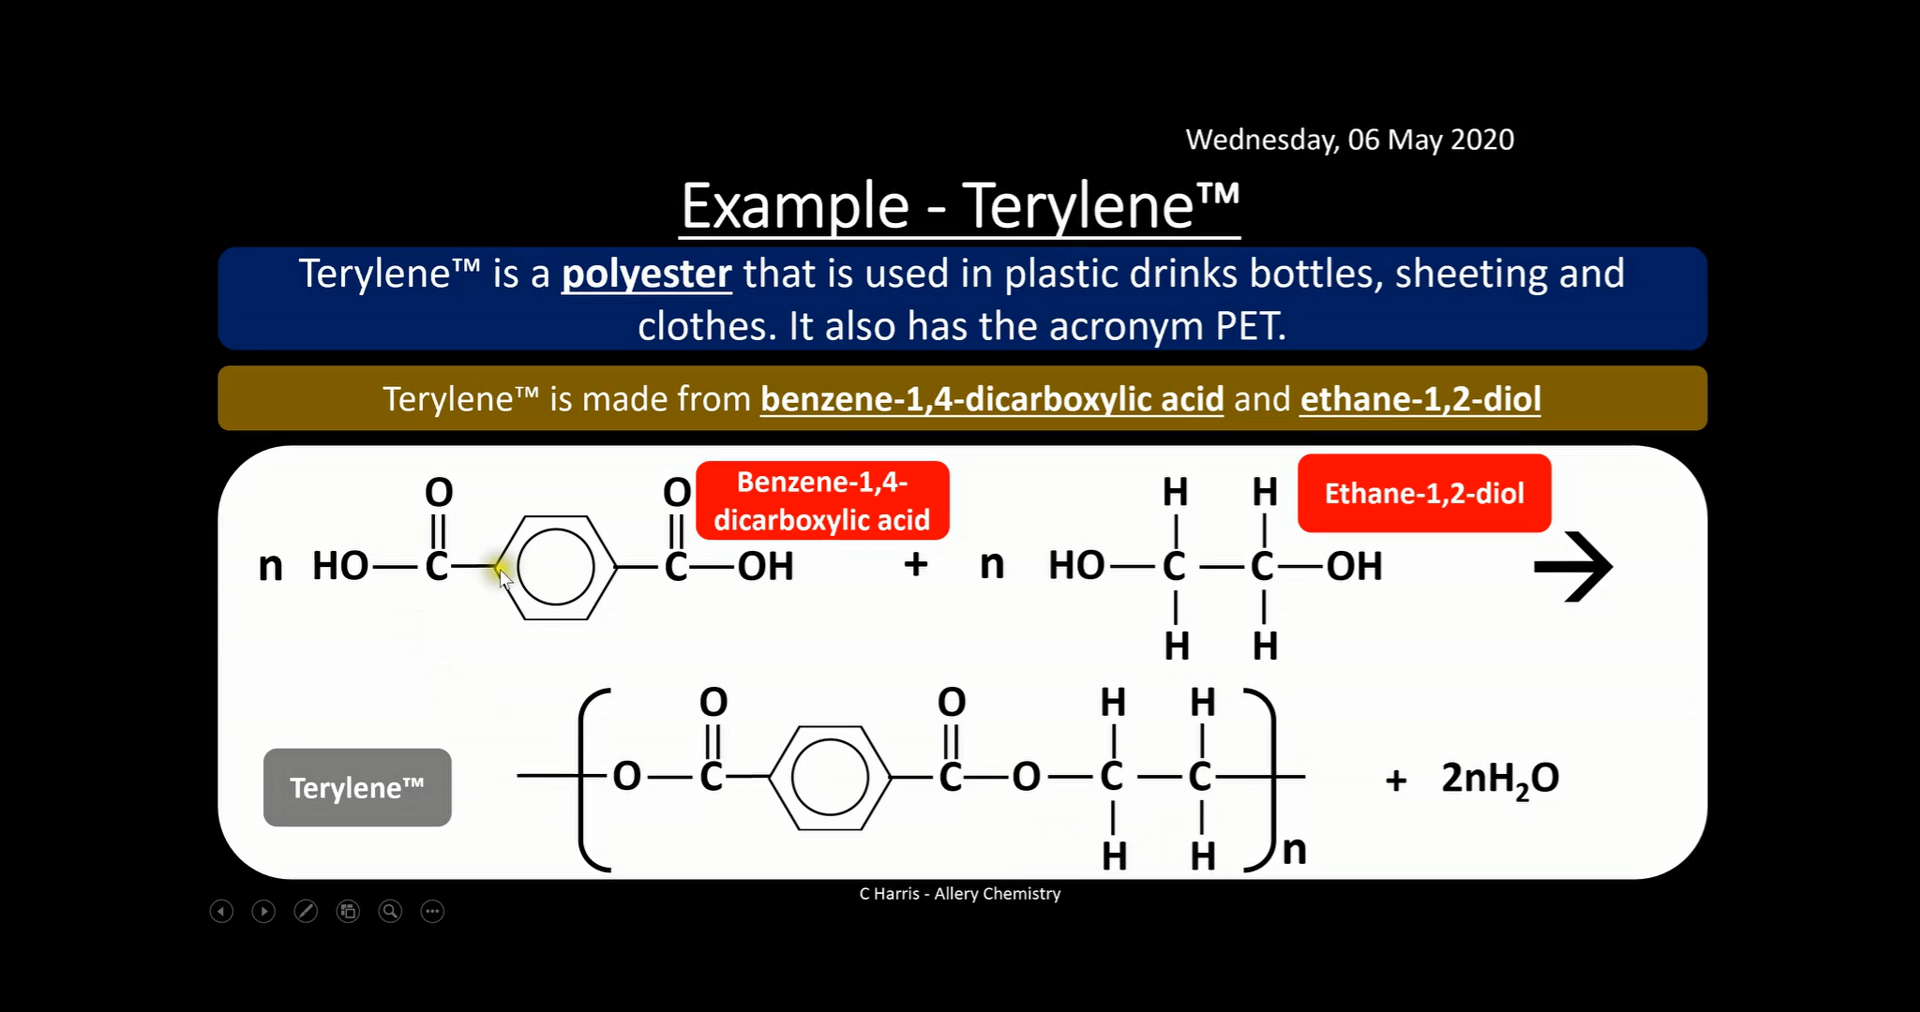 Wednesday, 06 May 2020
Example - Terylene™
Terylene™ is a polyester that is used in plastic drinks bottles, sheeting and
clothes. It also has the acronym PET.
Terylene™ is made from benzene-1,4-dicarboxylic acid and ethane-1,2-diol
O O Benzene-1,4- H H Ethane-1,2-diol
dicarboxylic acid
n HO C C OH + n HO C C OH →
H H
O O H H
Terylene™ O C C O C C + 2nH₂O
H H n
C Harris - Allery Chemistry